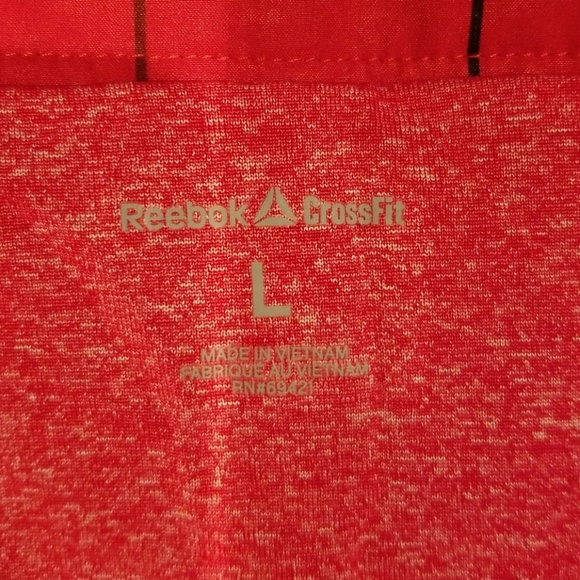 Reebok CrossFit
L
MADE IN VIETNAM
FABRIQUE AU VIETNAM
RN#69421